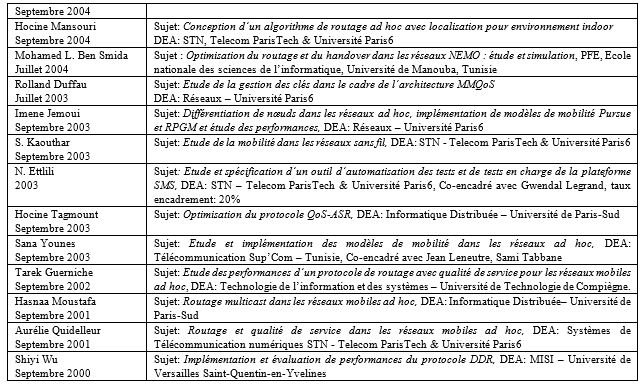 Septembre 2004
Hocine Mansouri
Septembre 2004
Sujet: Conception d´un algorithme de routage ad hoc avec localisation pour environnement indoor
DEA: STN, Telecom ParisTech & Université Paris6
Mohamed L. Ben Smida
Juillet 2004
Sujet : Optimisation du routage et du handover dans les réseaux NEMO : étude et simulation, PFE, Ecole
nationale des sciences de l’informatique, Université de Manouba, Tunisie
Rolland Duffau
Juillet 2003
Sujet: Etude de la gestion des clés dans le cadre de l´architecture MMQoS
DEA: Réseaux – Université Paris6
Imene Jemoui
Septembre 2003
Sujet: Différentiation de nœuds dans les réseaux ad hoc, implémentation de modèles de mobilité Pursue
et RPGM et étude des performances, DEA: Réseaux – Université Paris6
S. Kaouthar
Septembre 2003
Sujet: Etude de la mobilité dans les réseaux sans fil, DEA: STN - Telecom ParisTech & Université Paris6
N. Ettlili
2003
Sujet: Etude et spécification d´un outil d´automatisation des tests et de tests en charge de la plateforme
SMS, DEA: STN – Telecom ParisTech & Université Paris6, Co-encadré avec Gwendal Legrand, taux
encadrement: 20%
Hocine Tagmount
Septembre 2003
Sujet: Optimisation du protocole QoS-ASR, DEA: Informatique Distribuée – Université de Paris-Sud
Sana Younes
Septembre 2003
Sujet: Etude et implémentation des modèles de mobilité dans les réseaux ad hoc, DEA:
Télécommunication Sup’Com – Tunisie, Co-encadré avec Jean Leneutre, Sami Tabbane
Tarek Guerniche
Septembre 2002
Sujet: Etude des performances d´un protocole de routage avec qualité de service pour les réseaux mobiles
ad hoc, DEA: Technologie de l’information et des systèmes – Université de Technologie de Compiègne.
Hasnaa Moustafa
Septembre 2001
Sujet: Routage multicast dans les réseaux mobiles ad hoc, DEA: Informatique Distribuée– Université de
Paris-Sud
Aurélie Quidelleur
Septembre 2001
Sujet: Routage et qualité de service dans les réseaux mobiles ad hoc, DEA: Systèmes de
Télécommunication numériques STN - Telecom ParisTech & Université Paris6
Shiyi Wu
Septembre 2000
Sujet: Implémentation et évaluation de performances du protocole DDR, DEA: MISI – Université de
Versailles Saint-Quentin-en-Yvelines